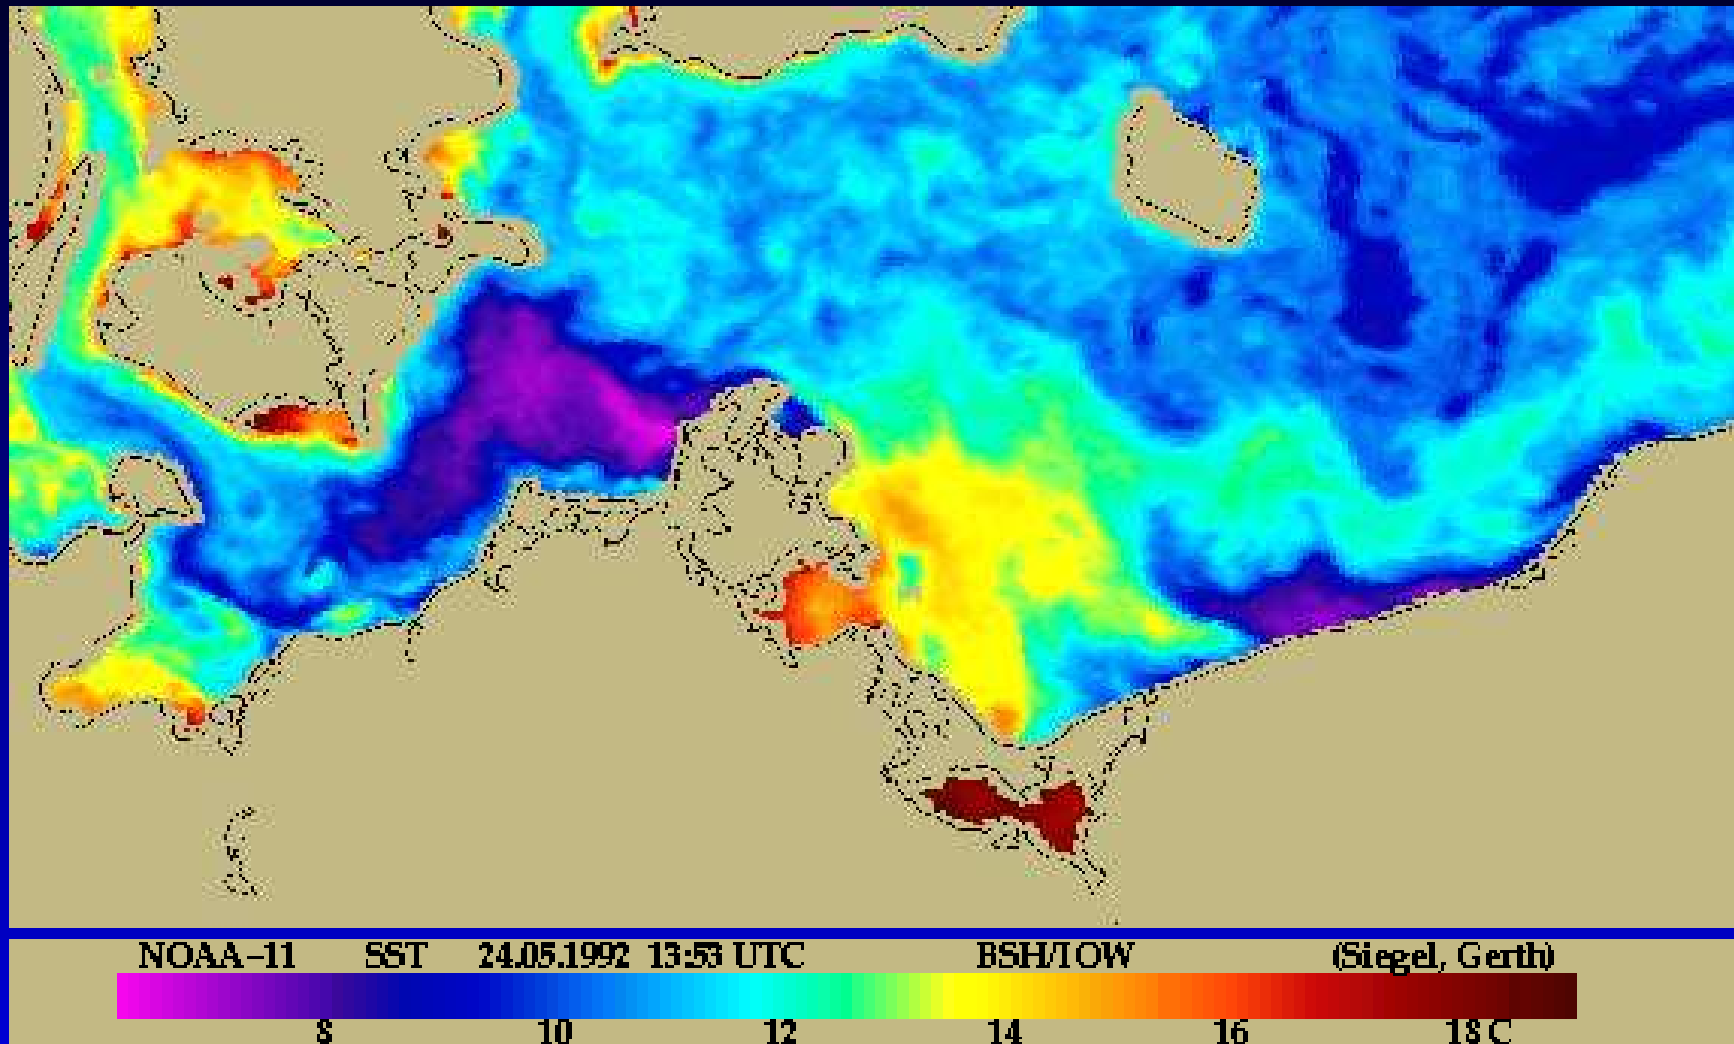 NOAA-11 SST 24.05.1992 13:53 UTC BSH/IOW (Siegel, Gerth)
8 10 12 14 16 18 C